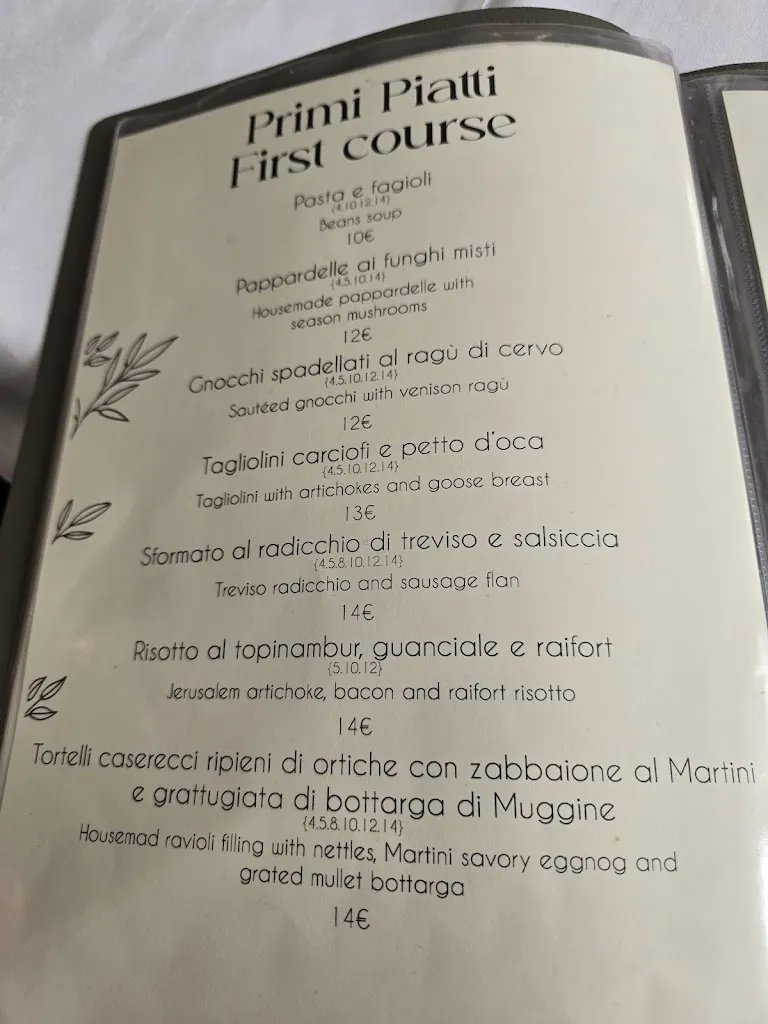 Primi Piatti
First course
Pasta e fagioli
{4.10.12.14}
Beans soup
10€
Pappardelle ai funghi misti
{4.5.10.14}
Housemade pappardelle with
season mushrooms
12€
Gnocchi spadellati al ragù di cervo
{4.5.10.12.14}
Sautéed gnocchi with venison ragù
12€
Tagliolini carciofi e petto d'oca
{4.5.10.12.14}
Tagliolini with artichokes and goose breast
13€
Sformato al radicchio di treviso e salsiccia
{4.5.8.10.12.14}
Treviso radicchio and sausage flan
14€
Risotto al topinambur, guanciale e raifort
{5.10.12}
Jerusalem artichoke, bacon and raifort risotto
14€
Tortelli caserecci ripieni di ortiche con zabbaione al Martini
e grattugiata di bottarga di Muggine
{4.5.8.10.12.14}
Housemad ravioli filling with nettles, Martini savory eggnog and
grated mullet bottarga
14€